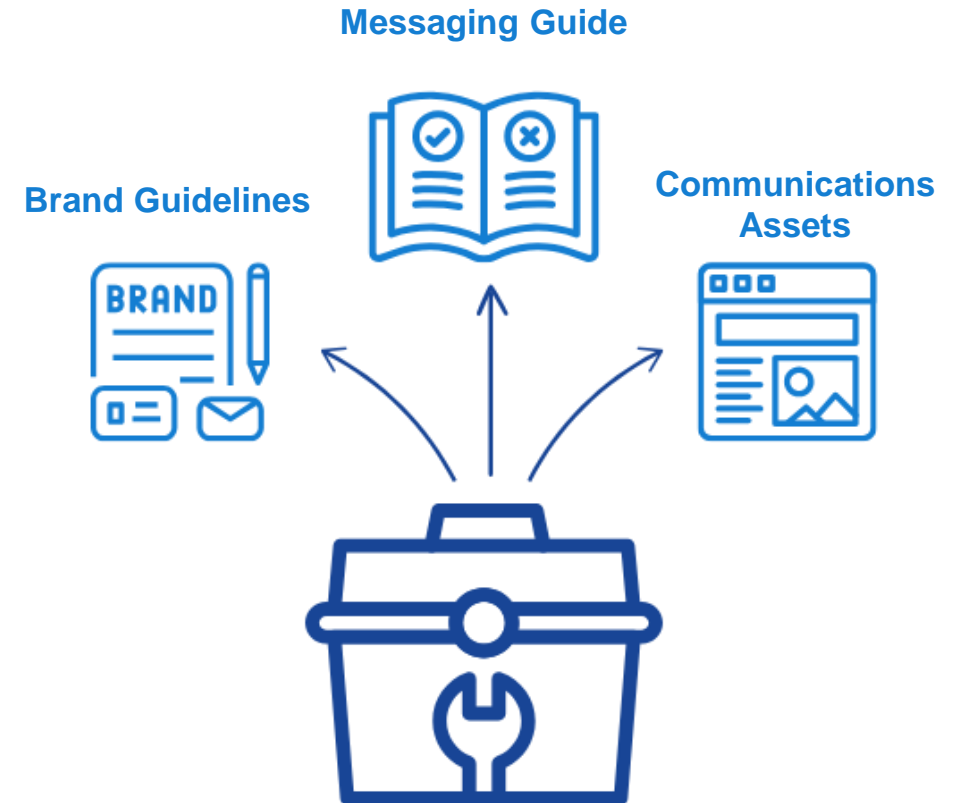 Messaging Guide
Brand Guidelines
Communications
Assets
BRAND